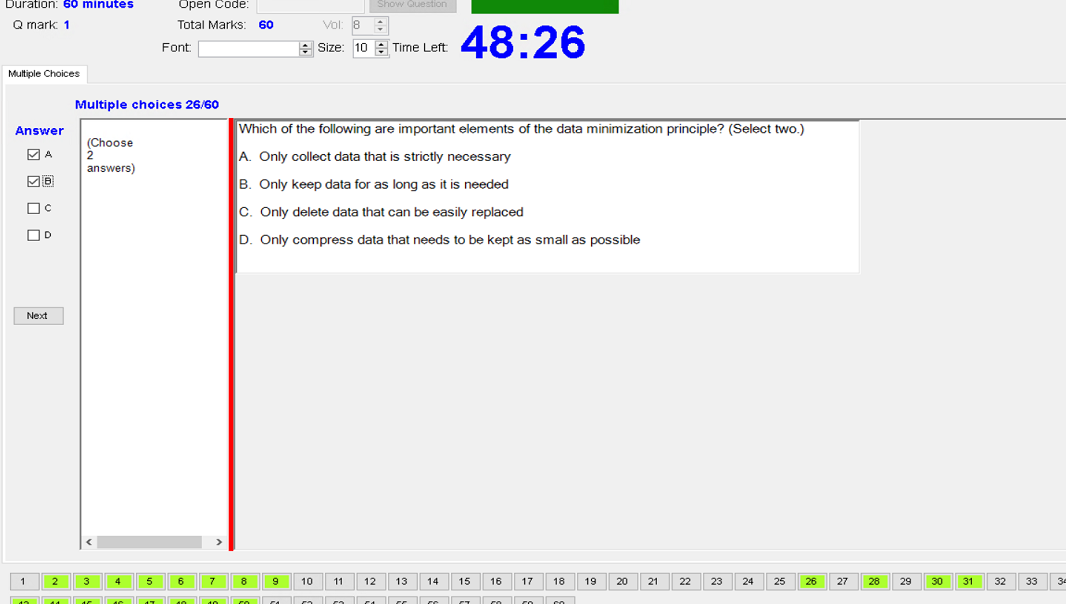 Duration: 60 minutes Open Code: Show Question
Q mark: 1 Total Marks: 60 Vol: 8
Font: Size: 10 Time Left: 48:26
Multiple Choices
Multiple choices 26/60
Answer
A
B
C
D
Next
(Choose
2
answers)
Which of the following are important elements of the data minimization principle? (Select two.)
A. Only collect data that is strictly necessary
B. Only keep data for as long as it is needed
C. Only delete data that can be easily replaced
D. Only compress data that needs to be kept as small as possible
1 2 3 4 5 6 7 8 9 10 11 12 13 14 15 16 17 18 19 20 21 22 23 24 25 26 27 28 29 30 31 32 33